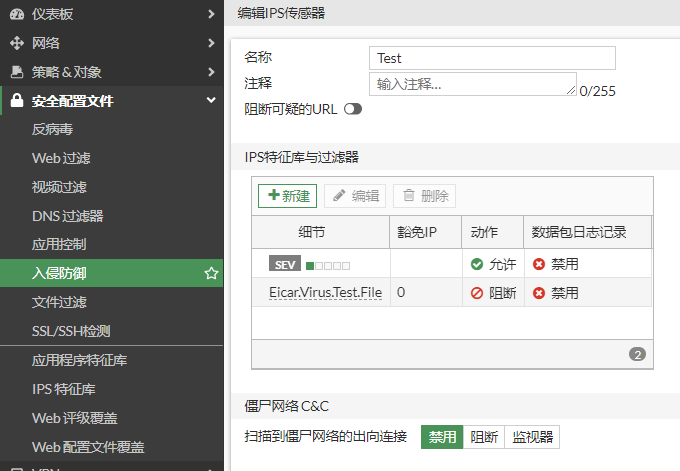 仪表板
网络
策略 & 对象
安全配置文件
反病毒
Web 过滤
视频过滤
DNS 过滤器
应用控制
入侵防御
文件过滤
SSL/SSH检测
应用程序特征库
IPS 特征库
Web 评级覆盖
Web 配置文件覆盖
编辑IPS传感器
名称 Test
注释 输入注释... 0/255
阻断可疑的URL
IPS特征库与过滤器
新建 编辑 删除
细节 豁免IP 动作 数据包日志记录
SEV 允许 禁用
Eicar.Virus.Test.File 0 阻断 禁用
2
僵尸网络 C&C
扫描到僵尸网络的出向连接 禁用 阻断 监视器